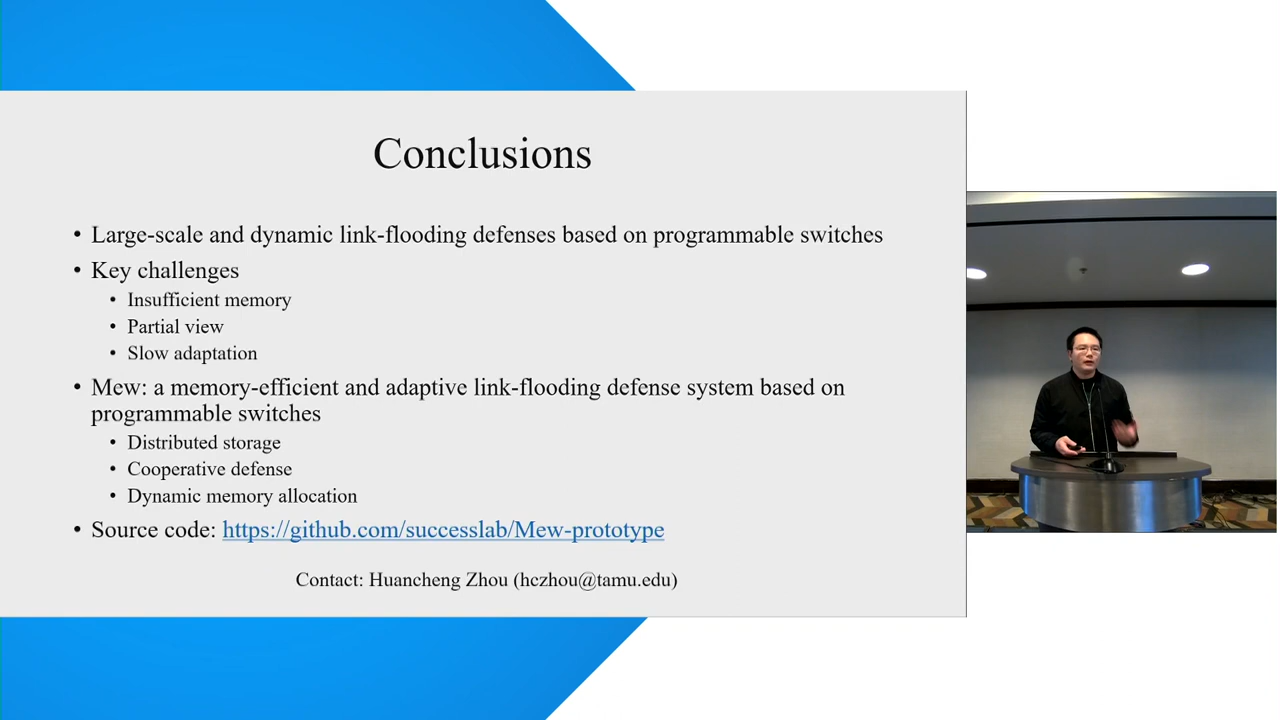 Conclusions
• Large-scale and dynamic link-flooding defenses based on programmable switches
• Key challenges
• Insufficient memory
• Partial view
• Slow adaptation
• Mew: a memory-efficient and adaptive link-flooding defense system based on
programmable switches
• Distributed storage
• Cooperative defense
• Dynamic memory allocation
• Source code: https://github.com/successlab/Mew-prototype
Contact: Huancheng Zhou (hczhou@tamu.edu)